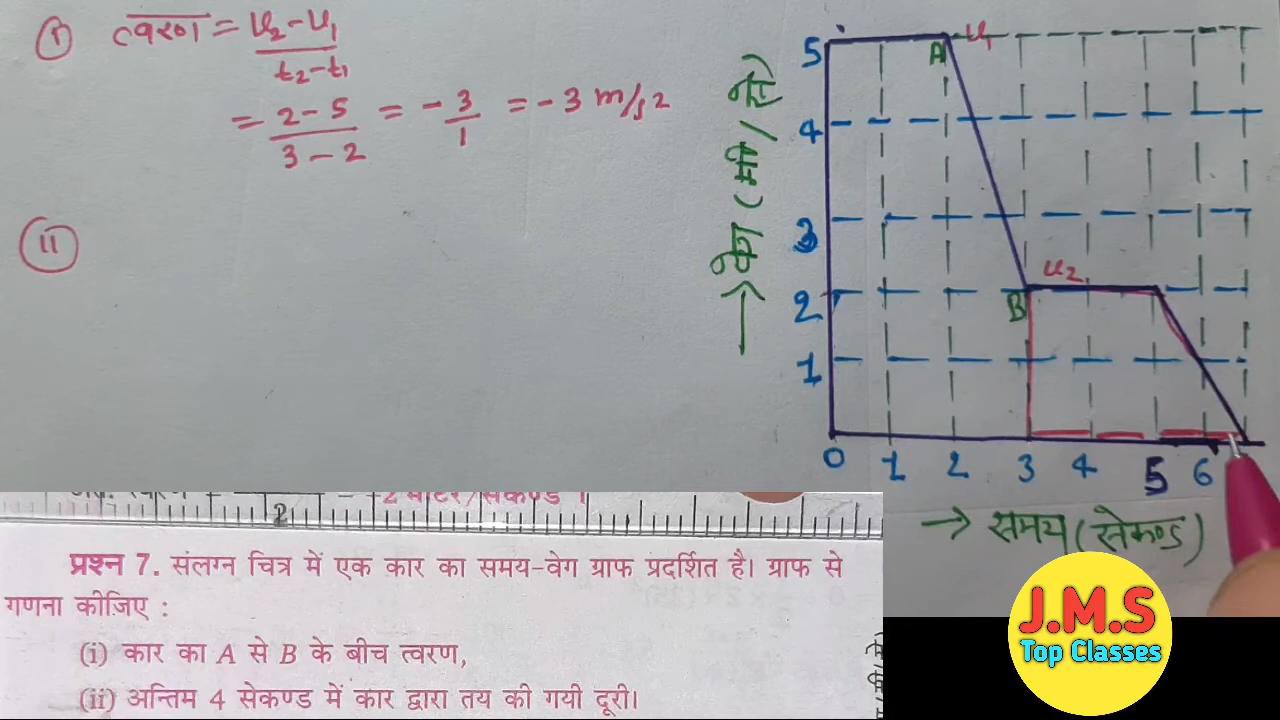 (I) त्वरण = u₂-u₁
t₂-t₁
= 2-5 = -3 = -3 m/s2
3-2 1
(II)
→ वेग (मी / से)
5 A u₁
4
3
2 B u₂
1
0 1 2 3 4 5 6
→ समय (सेकण्ड)
2
प्रश्न 7. संलग्न चित्र में एक कार का समय-वेग ग्राफ प्रदर्शित है। ग्राफ से
गणना कीजिए :
(i) कार का A से B के बीच त्वरण,
(ii) अन्तिम 4 सेकण्ड में कार द्वारा तय की गयी दूरी।
J.M.S
Top Classes